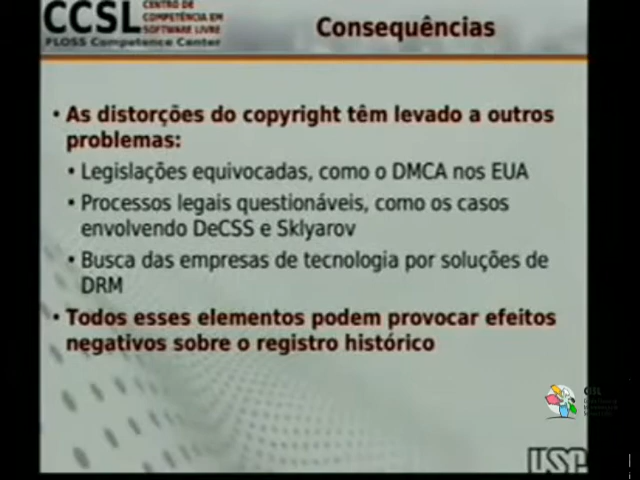 CCSL
CENTRO DE
COMPETÊNCIA EM
SOFTWARE LIVRE
FLOSS Competence Center
Consequências
• As distorções do copyright têm levado a outros
problemas:
• Legislações equivocadas, como o DMCA nos EUA
• Processos legais questionáveis, como os casos
envolvendo DeCSS e Sklyarov
• Busca das empresas de tecnologia por soluções de
DRM
• Todos esses elementos podem provocar efeitos
negativos sobre o registro histórico
USP